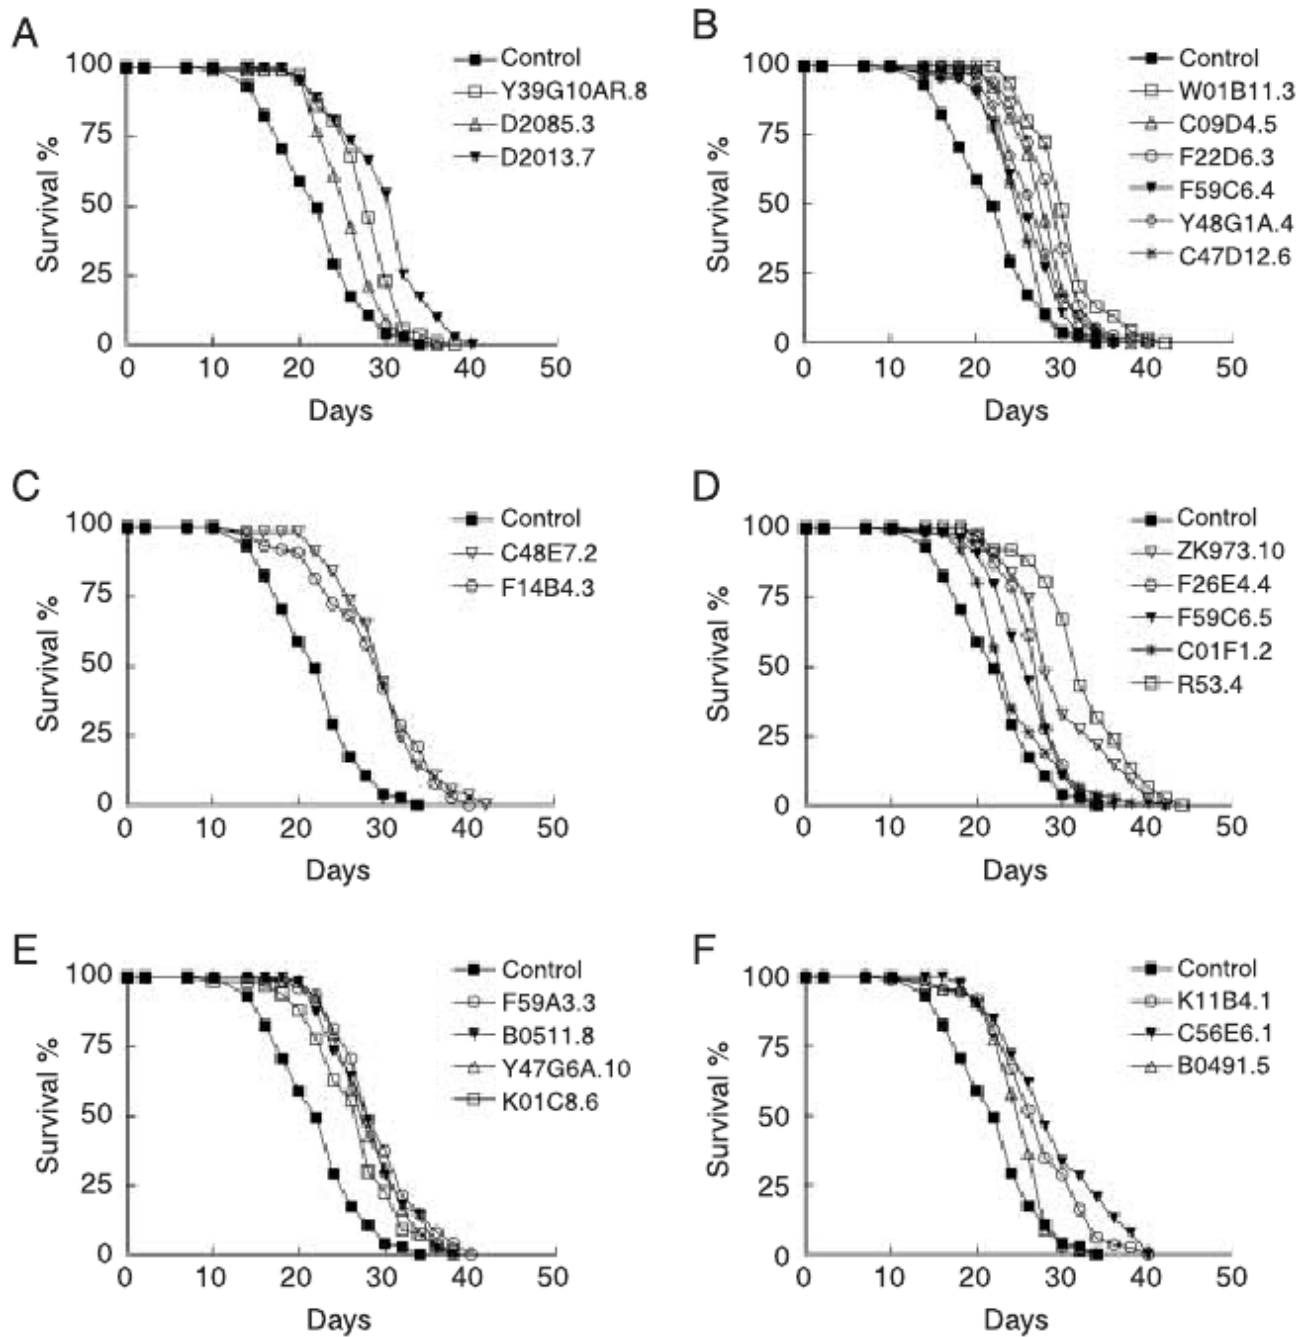 A
Survival %
100
75
50
25
0
0 10 20 30 40 50
Days
Control
Y39G10AR.8
D2085.3
D2013.7
B
Survival %
100
75
50
25
0
0 10 20 30 40 50
Days
Control
W01B11.3
C09D4.5
F22D6.3
F59C6.4
Y48G1A.4
C47D12.6
C
Survival %
100
75
50
25
0
0 10 20 30 40 50
Days
Control
C48E7.2
F14B4.3
D
Survival %
100
75
50
25
0
0 10 20 30 40 50
Days
Control
ZK973.10
F26E4.4
F59C6.5
C01F1.2
R53.4
E
Survival %
100
75
50
25
0
0 10 20 30 40 50
Days
Control
F59A3.3
B0511.8
Y47G6A.10
K01C8.6
F
Survival %
100
75
50
25
0
0 10 20 30 40 50
Days
Control
K11B4.1
C56E6.1
B0491.5